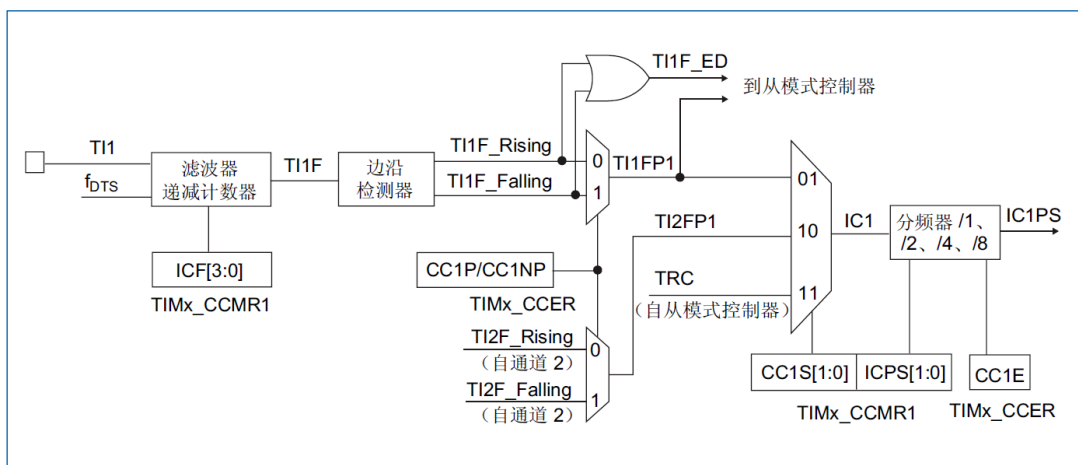 TI1F_ED
到从模式控制器
TI1
f_DTS
滤波器
递减计数器
TI1F
边沿
检测器
TI1F_Rising
TI1F_Falling
0
1
TI1FP1
01
TI2FP1
10
IC1
分频器 /1、
/2、/4、/8
IC1PS
ICF[3:0]
TIMx_CCMR1
CC1P/CC1NP
TIMx_CCER
TRC
11
（自从模式控制器）
TI2F_Rising
0
（自通道 2）
TI2F_Falling
1
（自通道 2）
CC1S[1:0]
ICPS[1:0]
CC1E
TIMx_CCMR1
TIMx_CCER